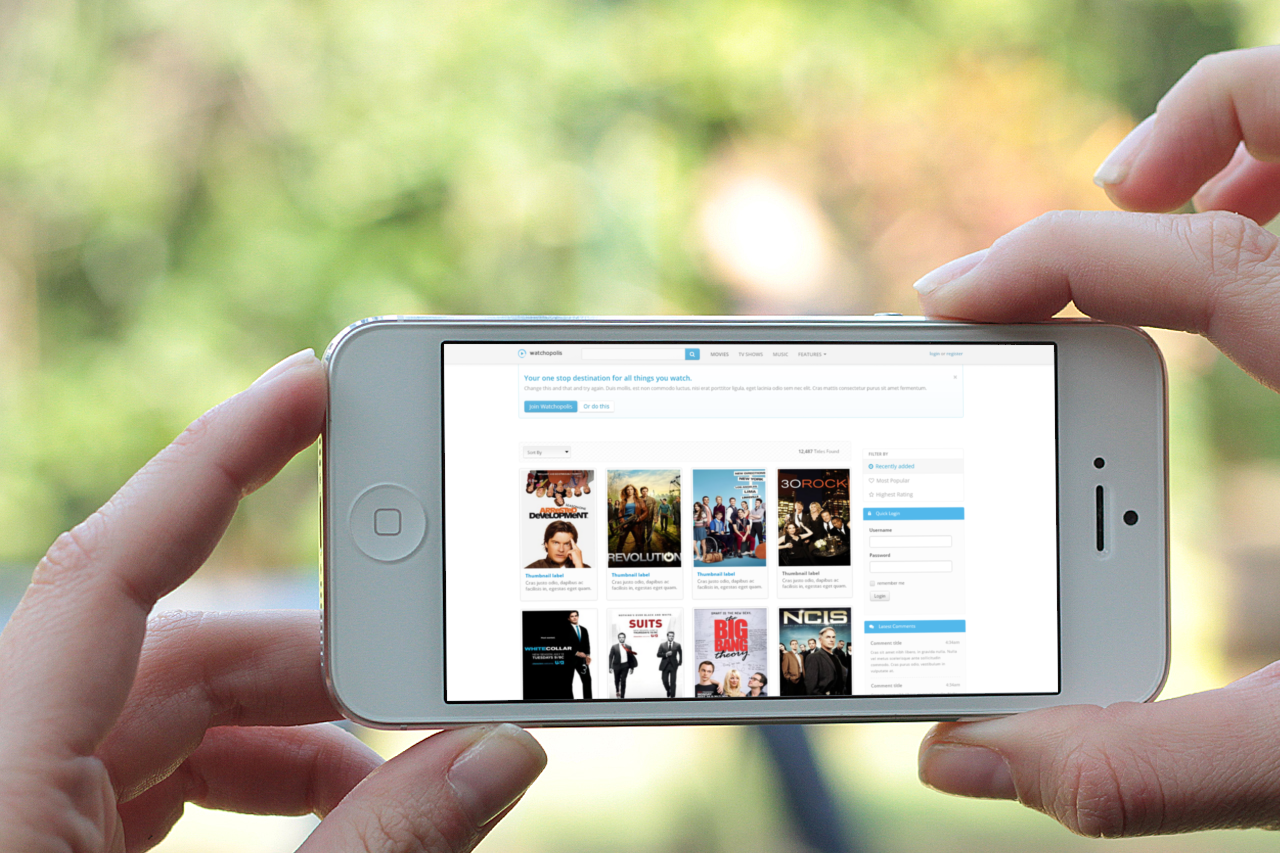 watchopolis
MOVIES TV SHOWS MUSIC FEATURES
login or register
Your one stop destination for all things you watch.
Change this and that and try again. Duis mollis, est non commodo luctus, nisi erat porttitor ligula, eget lacinia odio sem nec elit. Cras mattis consectetur purus sit amet fermentum.
Join Watchopolis Or do this
Sort By
12,487 Titles Found
ARRESTED
DEVELOPMENT
REVOLUTION
30ROCK
Thumbnail label
Cras justo odio, dapibus ac
facilisis in, egestas eget quam.
Thumbnail label
Cras justo odio, dapibus ac
facilisis in, egestas eget quam.
Thumbnail label
Cras justo odio, dapibus ac
facilisis in, egestas eget quam.
Thumbnail label
Cras justo odio, dapibus ac
facilisis in, egestas eget quam.
WHITECOLLAR
TUESDAYS 9/8C
SUITS
the
BIG
BANG
theory
NCIS
FILTER BY
Recently added
Most Popular
Highest Rating
Quick Login
Username
Password
remember me
Login
Latest Comments
Comment title
Comment title